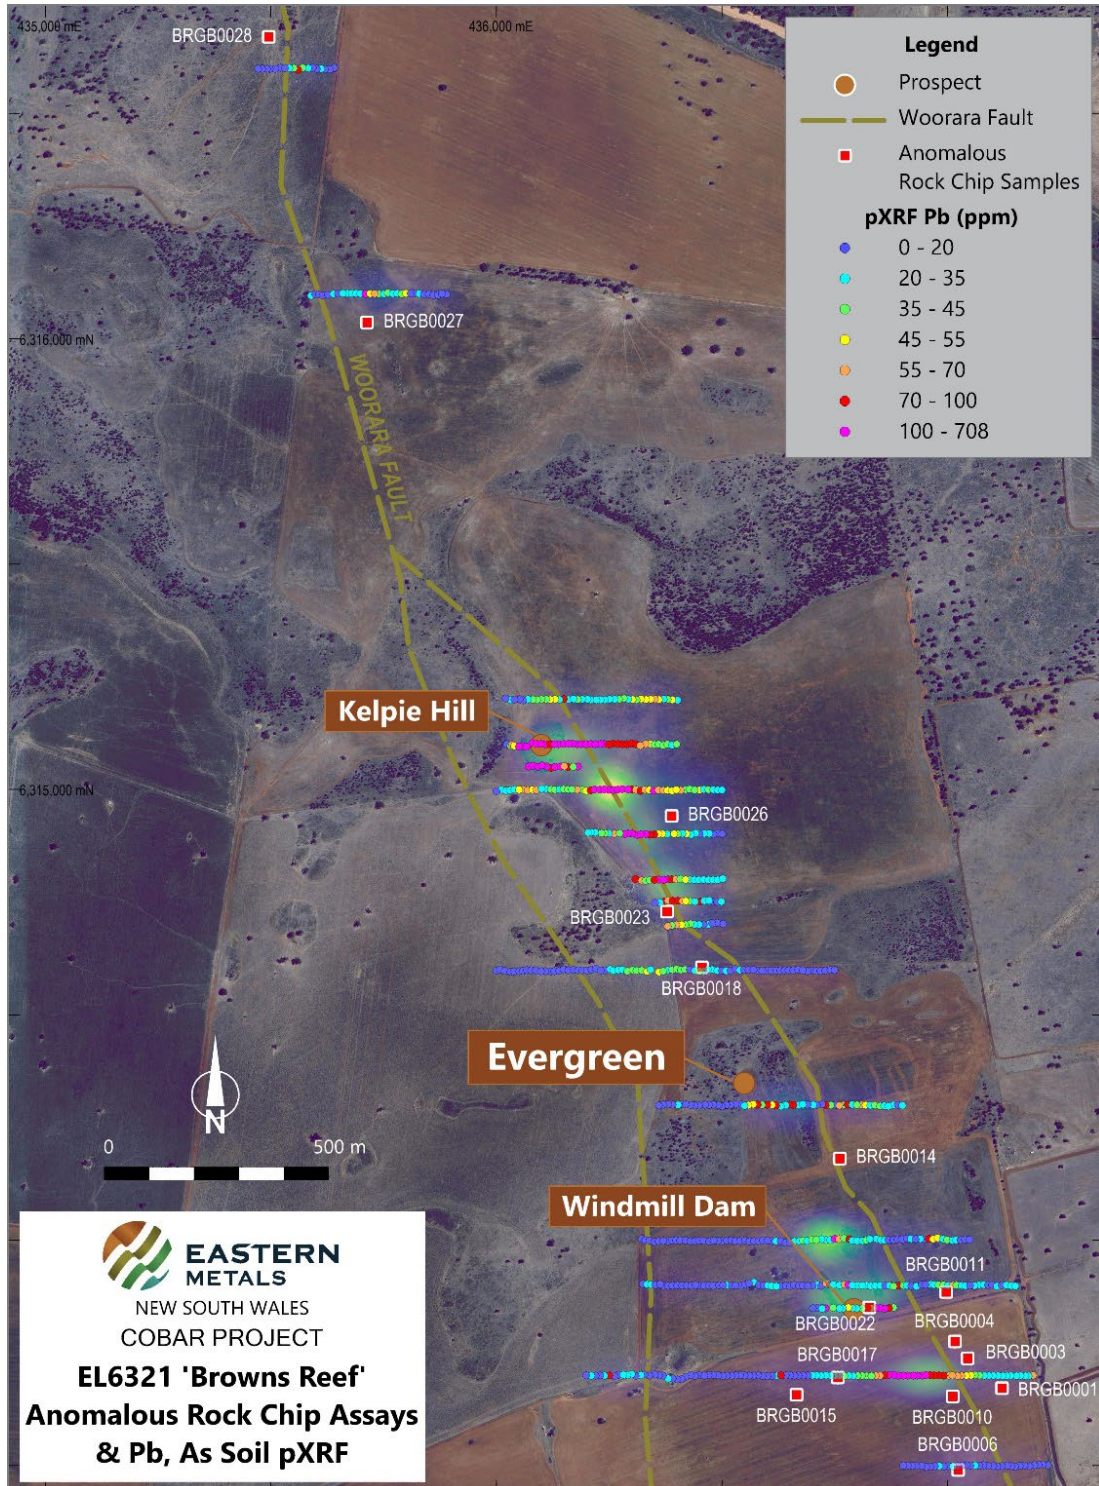 435,000 mE
436,000 mE
BRGB0028
Legend
Prospect
Woorara Fault
Anomalous
Rock Chip Samples
pXRF Pb (ppm)
0 - 20
20 - 35
35 - 45
45 - 55
55 - 70
70 - 100
100 - 708
BRGB0027
6,316,000 mN
WOORARA FAULT
Kelpie Hill
6,315,000 mN
BRGB0026
BRGB0023
BRGB0018
Evergreen
N
0 500 m
BRGB0014
Windmill Dam
BRGB0011
BRGB0022
BRGB0004
BRGB0017
BRGB0003
BRGB0001
BRGB0015
BRGB0010
BRGB0006
EASTERN
METALS
NEW SOUTH WALES
COBAR PROJECT
EL6321 'Browns Reef'
Anomalous Rock Chip Assays
& Pb, As Soil pXRF